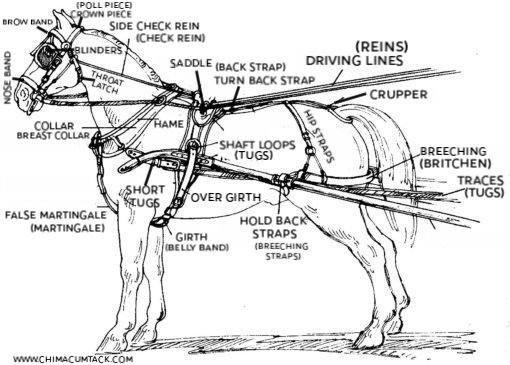 (POLL PIECE)
CROWN PIECE
BROW BAND
SIDE CHECK REIN
(CHECK REIN)
BLINDERS
NOSE BAND
THROAT
LATCH
SADDLE
(BACK STRAP)
TURN BACK STRAP
(REINS)
DRIVING LINES
CRUPPER
COLLAR
BREAST COLLAR
HAME
HIP STRAPS
SHAFT LOOPS
(TUGS)
BREECHING
(BRITCHEN)
TRACES
(TUGS)
SHORT
TUGS
OVER GIRTH
FALSE MARTINGALE
(MARTINGALE)
GIRTH
(BELLY BAND)
HOLD BACK
STRAPS
(BREECHING
STRAPS)
WWW.CHIMACUMTACK.COM